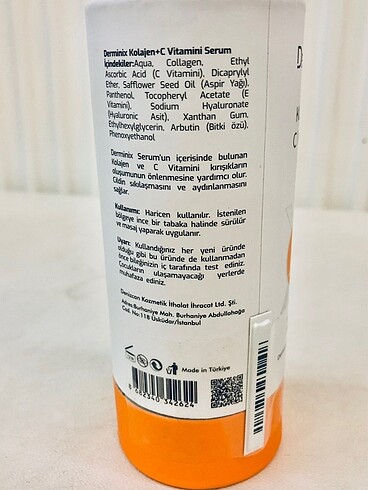 Derminix Kolajen+C Vitamini Serum
İçindekiler:Aqua, Collagen, Ethyl
Ascorbic Acid (C Vitamini), Dicaprylyl
Ether, Safflower Seed Oil (Aspir Yağı),
Panthenol, Tocopheryl Acetate (E
Vitamini), Sodium Hyaluronate
(Hyaluronic Asit), Xanthan Gum,
Ethylhexylglycerin, Arbutin (Bitki özü),
Phenoxyethanol
Derminix Serum'un içerisinde bulunan
Kolajen ve C Vitamini kırışıkların
oluşumunun önlenmesine yardımcı olur.
Cildin sıkılaşmasını ve aydınlanmasını
sağlar.
Kullanımı: Haricen kullanılır. İstenilen
bölgeye ince bir tabaka halinde sürülür
ve masaj yaparak uygulanır.
Uyarı: Kullandığınız her yeni üründe
olduğu gibi bu üründe de kullanmadan
önce bileğinizin iç tarafında test ediniz.
Çocukların ulaşamayacağı yerlerde
muhafaza ediniz.
Denizcan Kozmetik İthalat İhracat Ltd. Şti.
Adres:Burhaniye Mah. Burhaniye Abdullahağa
Cad. No:118 Üsküdar/İstanbul
Made in Türkiye